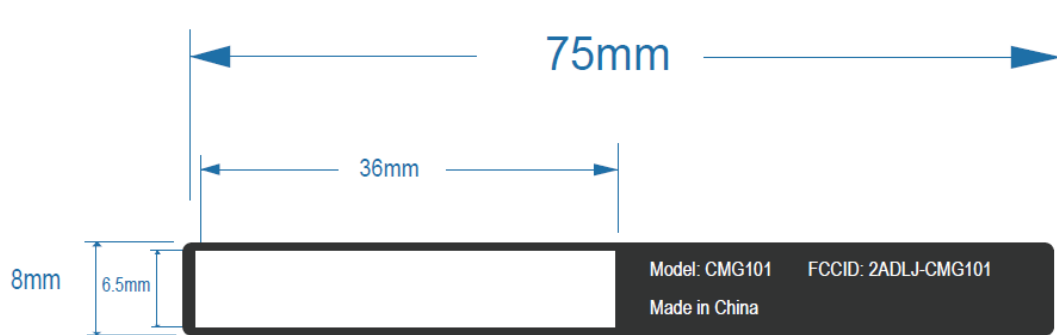 75mm
36mm
8mm
6.5mm
Model: CMG101 FCCID: 2ADLJ-CMG101
Made in China